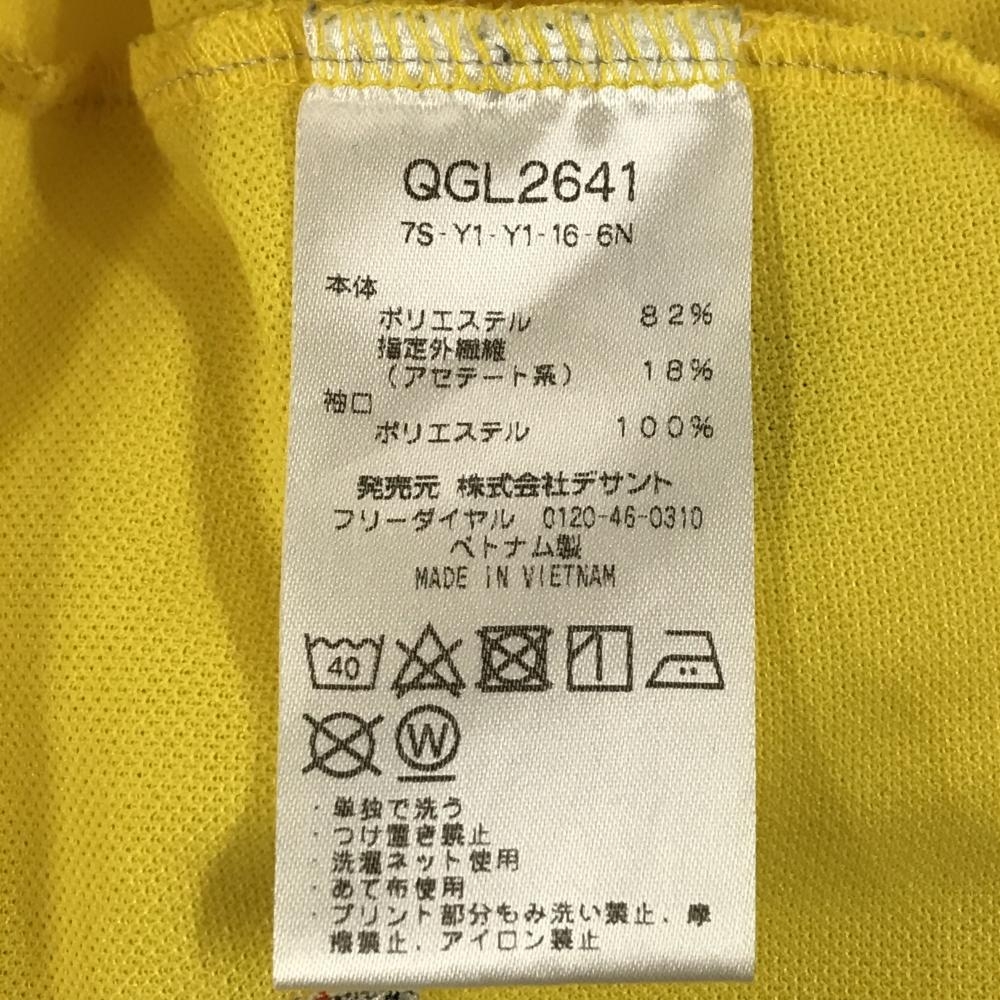 QGL2641
7S-Y1-Y1-16-6N
本体
ポリエステル 82%
指定外繊維
(アセテート系) 18%
袖口
ポリエステル 100%
発売元 株式会社デサント
フリーダイヤル 0120-46-0310
ベトナム製
MADE IN VIETNAM
40
W
・単独で洗う
・つけ置き禁止
・洗濯ネット使用
・あて布使用
・プリント部分もみ洗い禁止、摩
擦禁止、アイロン禁止